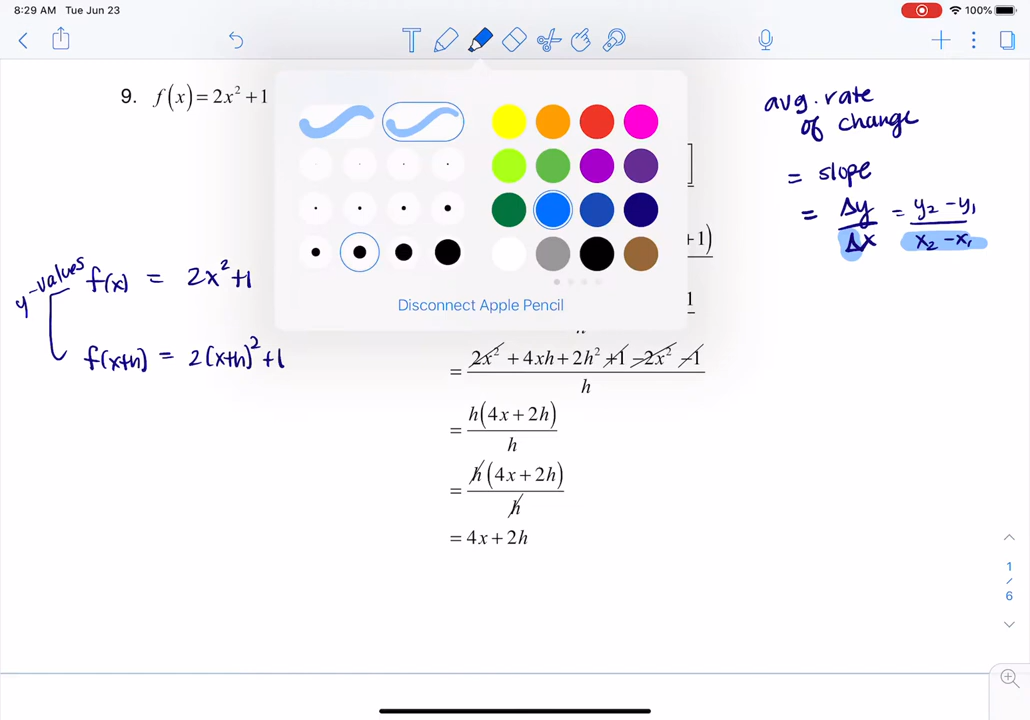 8:29 AM Tue Jun 23
100%
9. f(x) = 2x² + 1
avg. rate
of change
= slope
= Δy/Δx = y₂ - y₁/x₂ - x₁
]
+1)
1
Disconnect Apple Pencil
y-values
f(x) = 2x² + 1
f(x+h) = 2(x+h)² + 1
= 2x² + 4xh + 2h² + 1 - 2x² - 1
h
= h(4x + 2h)
h
= h(4x + 2h)
h
= 4x + 2h
1
/
6